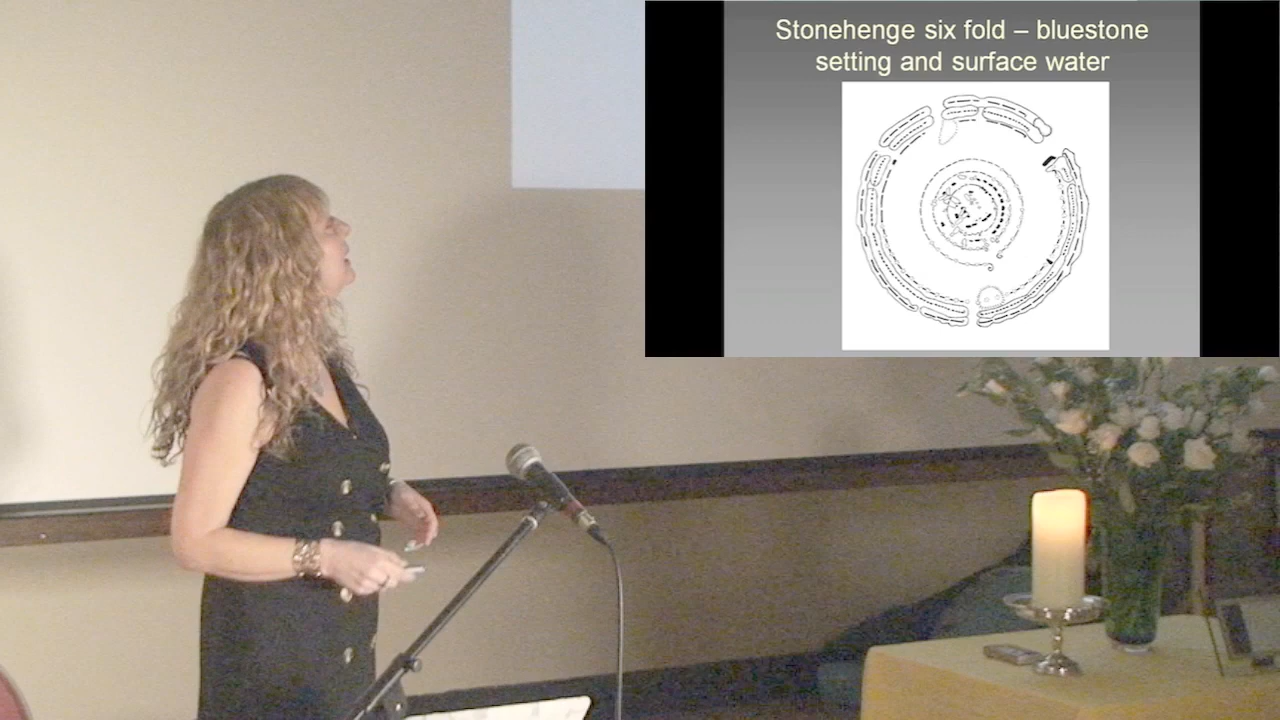 Stonehenge six fold – bluestone
setting and surface water